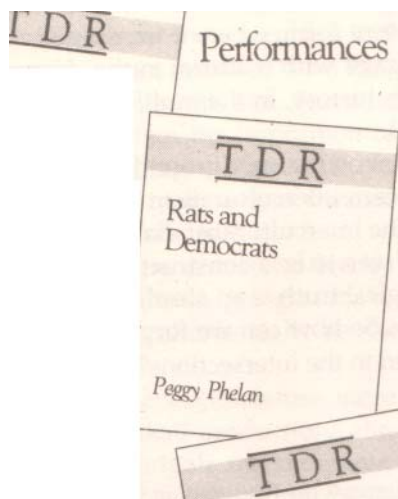 TDR
Performances
TDR
Rats and
Democrats
Peggy Phelan
TDR